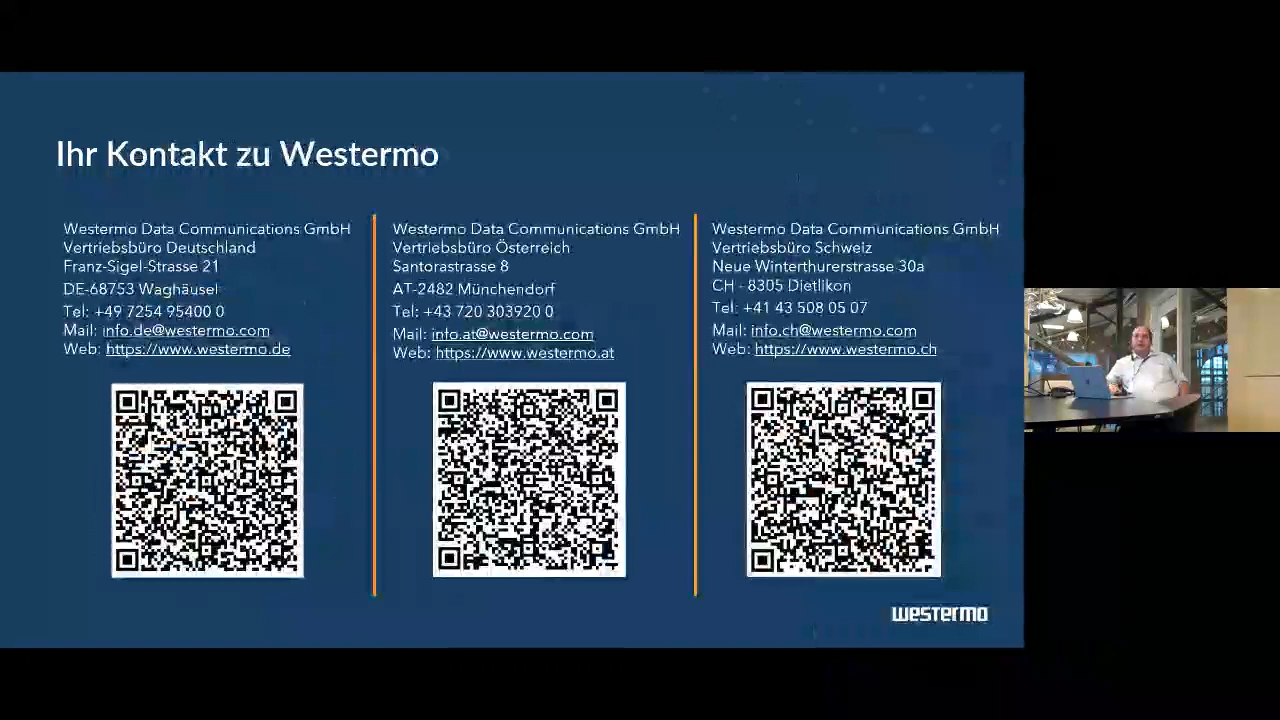 Ihr Kontakt zu Westermo
Westermo Data Communications GmbH
Vertriebsbüro Deutschland
Franz-Sigel-Strasse 21
DE-68753 Waghäusel
Tel: +49 7254 95400 0
Mail: info.de@westermo.com
Web: https://www.westermo.de
Westermo Data Communications GmbH
Vertriebsbüro Österreich
Santorastrasse 8
AT-2482 Münchendorf
Tel: +43 720 303920 0
Mail: info.at@westermo.com
Web: https://www.westermo.at
Westermo Data Communications GmbH
Vertriebsbüro Schweiz
Neue Winterthurerstrasse 30a
CH - 8305 Dietlikon
Tel: +41 43 508 05 07
Mail: info.ch@westermo.com
Web: https://www.westermo.ch
westermo